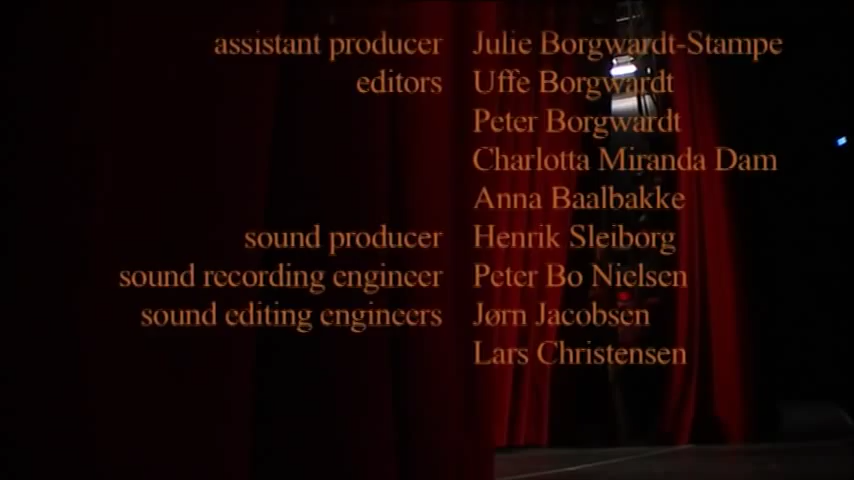 assistant producer Julie Borgwardt-Stampe
editors Uffe Borgwardt
Peter Borgwardt
Charlotta Miranda Dam
Anna Baalbakke
sound producer Henrik Sleiborg
sound recording engineer Peter Bo Nielsen
sound editing engineers Jørn Jacobsen
Lars Christensen